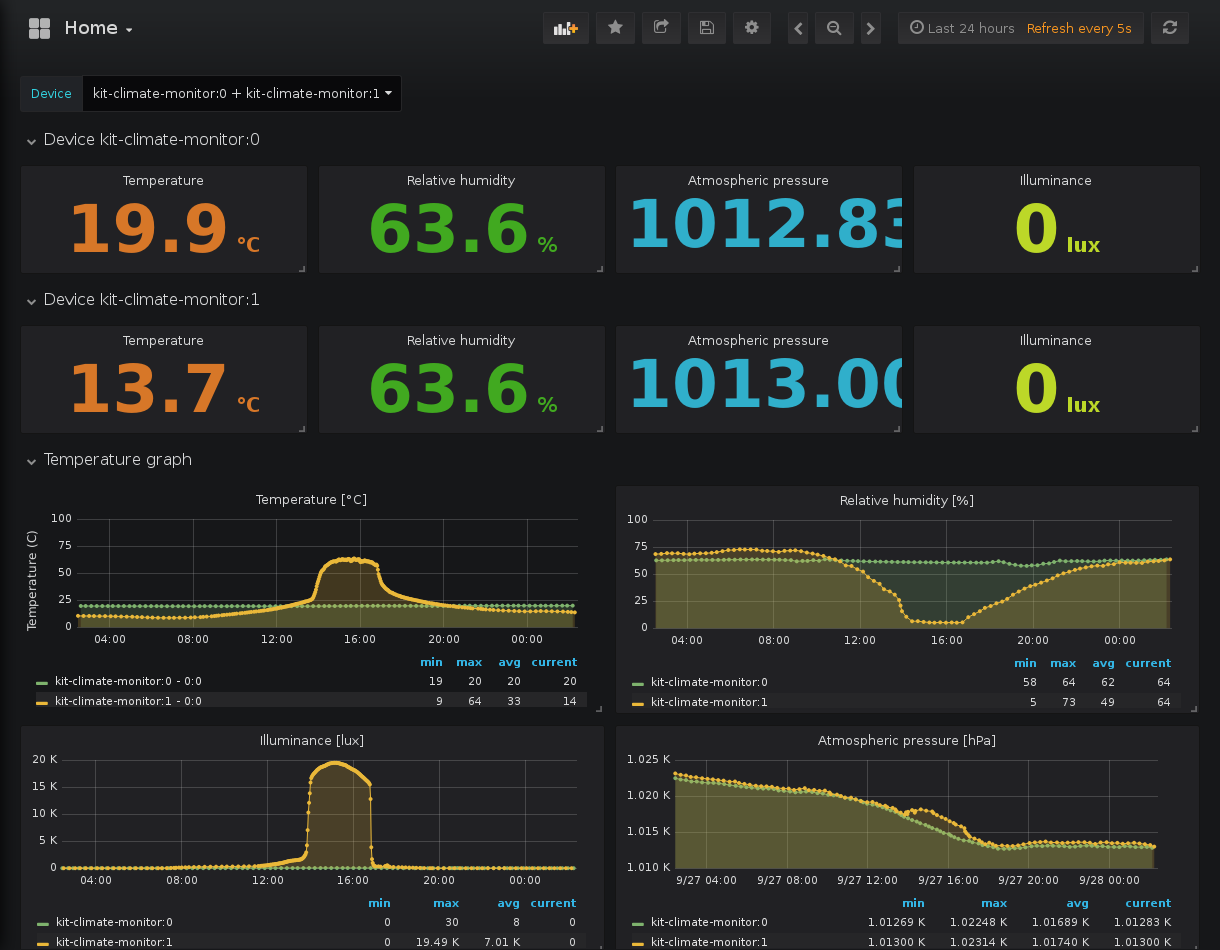 Home
Last 24 hours Refresh every 5s
Device kit-climate-monitor:0 + kit-climate-monitor:1
Device kit-climate-monitor:0
Temperature Relative humidity Atmospheric pressure Illuminance
19.9 °C 63.6 % 1012.83 0 lux
Device kit-climate-monitor:1
Temperature Relative humidity Atmospheric pressure Illuminance
13.7 °C 63.6 % 1013.00 0 lux
Temperature graph
Temperature [°C]
Temperature (C)
100
75
50
25
0
04:00 08:00 12:00 16:00 20:00 00:00
min max avg current
kit-climate-monitor:0 - 0:0 19 20 20 20
kit-climate-monitor:1 - 0:0 9 64 33 14
Relative humidity [%]
100
75
50
25
0
04:00 08:00 12:00 16:00 20:00 00:00
min max avg current
kit-climate-monitor:0 58 64 62 64
kit-climate-monitor:1 5 73 49 64
Illuminance [lux]
20 K
15 K
10 K
5 K
0
04:00 08:00 12:00 16:00 20:00 00:00
min max avg current
kit-climate-monitor:0 0 30 8 0
kit-climate-monitor:1 0 19.49 K 7.01 K 0
Atmospheric pressure [hPa]
1.025 K
1.020 K
1.015 K
1.010 K
9/27 04:00 9/27 08:00 9/27 12:00 9/27 16:00 9/27 20:00 9/28 00:00
min max avg current
kit-climate-monitor:0 1.01269 K 1.02248 K 1.01689 K 1.01283 K
kit-climate-monitor:1 1.01300 K 1.02314 K 1.01740 K 1.01300 K